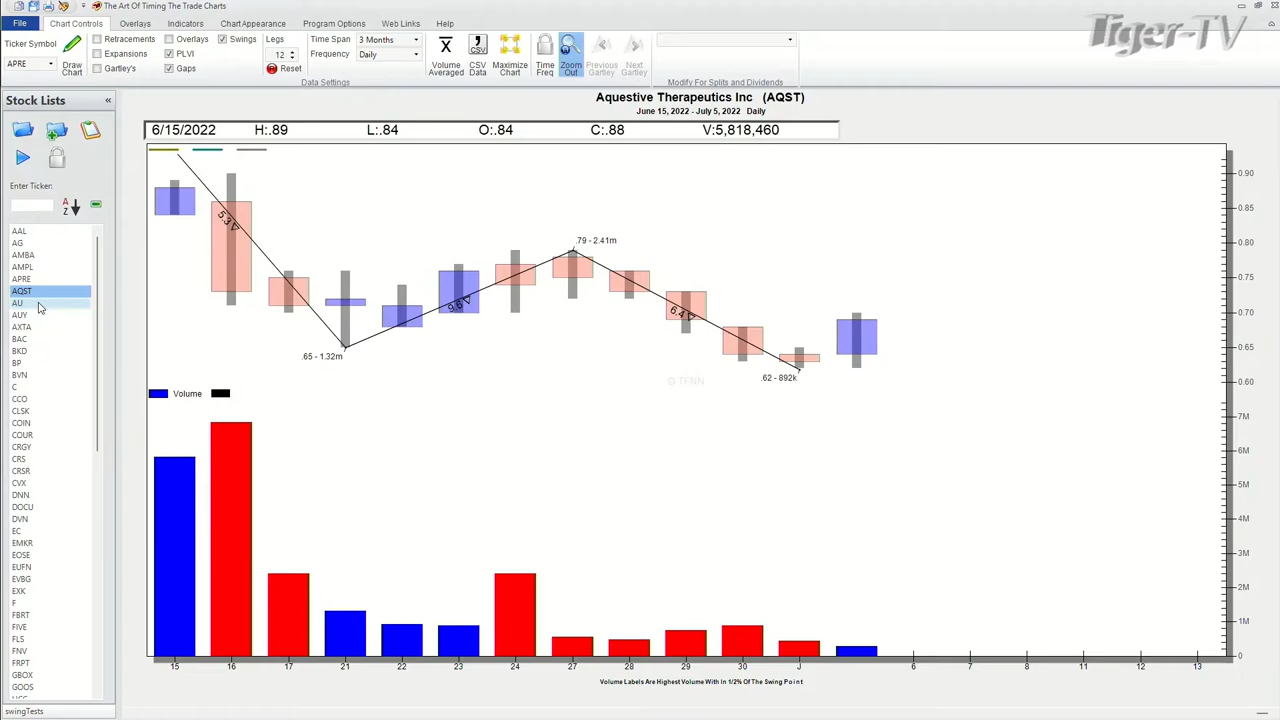 The Art Of Timing The Trade Charts
File Chart Controls Overlays Indicators Chart Appearance Program Options Web Links Help
Tiger-TV
Ticker Symbol
APRE
Draw Chart
Retracements Overlays Swings
Expansions PLVI
Gartley's Gaps
Legs
12
Reset
Time Span 3 Months
Frequency Daily
Data Settings
Volume Averaged
CSV Data
Maximize Chart
Time Freq
Zoom Out
Previous Gartley
Next Gartley
Modify For Splits and Dividends
Stock Lists «
Enter Ticker:
A Z
AAL
AG
AMBA
AMPL
APRE
AQST
AU
AUY
AXTA
BAC
BKD
BP
BVN
C
CCO
CLSK
COIN
COUR
CRGY
CRS
CRSR
CVX
DNN
DOCU
DVN
EC
EMKR
EOSE
EUFN
EVBG
EXK
F
FBRT
FIVE
FLS
FNV
FRPT
GBOX
GOOS
swingTests
Aquestive Therapeutics Inc (AQST)
June 15, 2022 - July 5, 2022 Daily
6/15/2022 H:.89 L:.84 O:.84 C:.88 V:5,818,460
5.3
.65 - 1.32m
9.6
.79 - 2.41m
6.4
.62 - 892k
© TFNN
0.90
0.85
0.80
0.75
0.70
0.65
0.60
Volume
7M
6M
5M
4M
3M
2M
1M
0
15 16 17 21 22 23 24 27 28 29 30 J 6 7 8 11 12 13
Volume Labels Are Highest Volume With In 1/2% Of The Swing Point